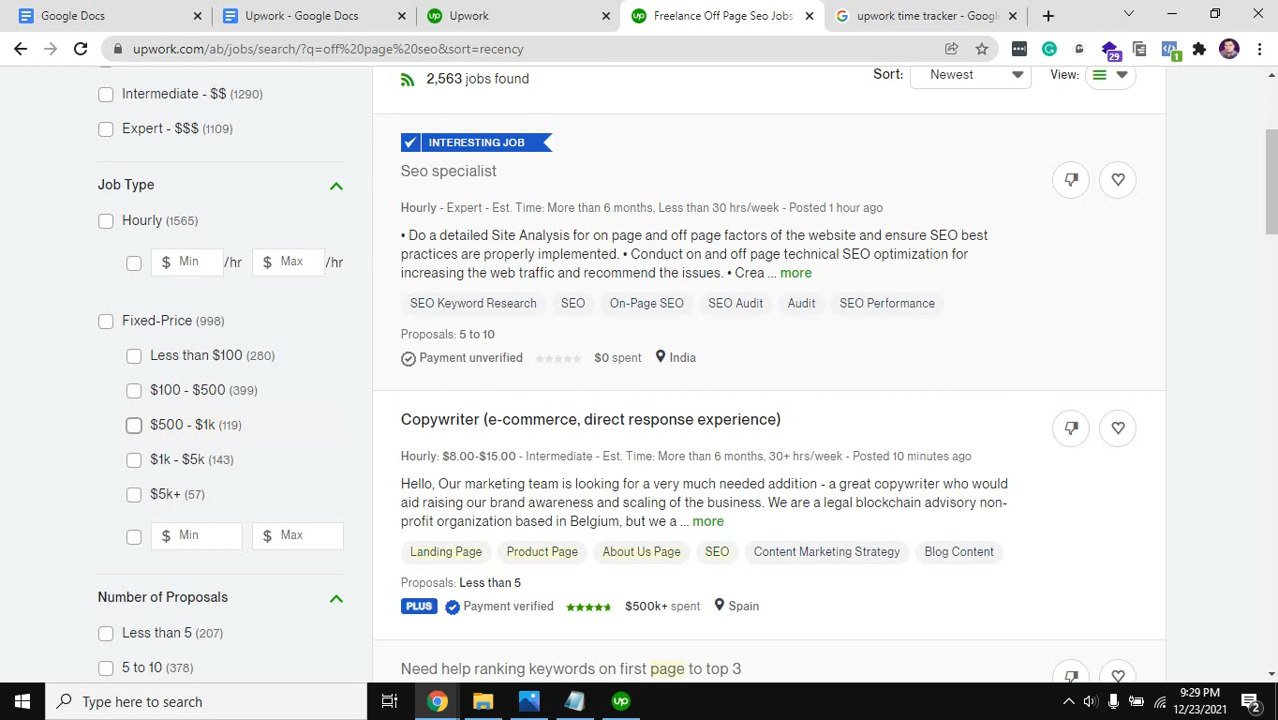 Google Docs
Upwork - Google Docs
Upwork
Freelance Off Page Seo Jobs
upwork time tracker - Googl
upwork.com/ab/jobs/search/?q=off%20page%20seo&sort=recency
29
1
Intermediate - $$ (1290)
Expert - $$$ (1109)
Job Type
Hourly (1565)
$ Min /hr $ Max /hr
Fixed-Price (998)
Less than $100 (280)
$100 - $500 (399)
$500 - $1k (119)
$1k - $5k (143)
$5k+ (57)
$ Min $ Max
Number of Proposals
Less than 5 (207)
5 to 10 (378)
2,563 jobs found
Sort: Newest View:
INTERESTING JOB
Seo specialist
Hourly - Expert - Est. Time: More than 6 months, Less than 30 hrs/week - Posted 1 hour ago
• Do a detailed Site Analysis for on page and off page factors of the website and ensure SEO best
practices are properly implemented. • Conduct on and off page technical SEO optimization for
increasing the web traffic and recommend the issues. • Crea ... more
SEO Keyword Research SEO On-Page SEO SEO Audit Audit SEO Performance
Proposals: 5 to 10
Payment unverified $0 spent India
Copywriter (e-commerce, direct response experience)
Hourly: $8.00-$15.00 - Intermediate - Est. Time: More than 6 months, 30+ hrs/week - Posted 10 minutes ago
Hello, Our marketing team is looking for a very much needed addition - a great copywriter who would
aid raising our brand awareness and scaling of the business. We are a legal blockchain advisory non-
profit organization based in Belgium, but we a ... more
Landing Page Product Page About Us Page SEO Content Marketing Strategy Blog Content
Proposals: Less than 5
PLUS Payment verified $500k+ spent Spain
Need help ranking keywords on first page to top 3
Type here to search
up
9:29 PM
12/23/2021
2